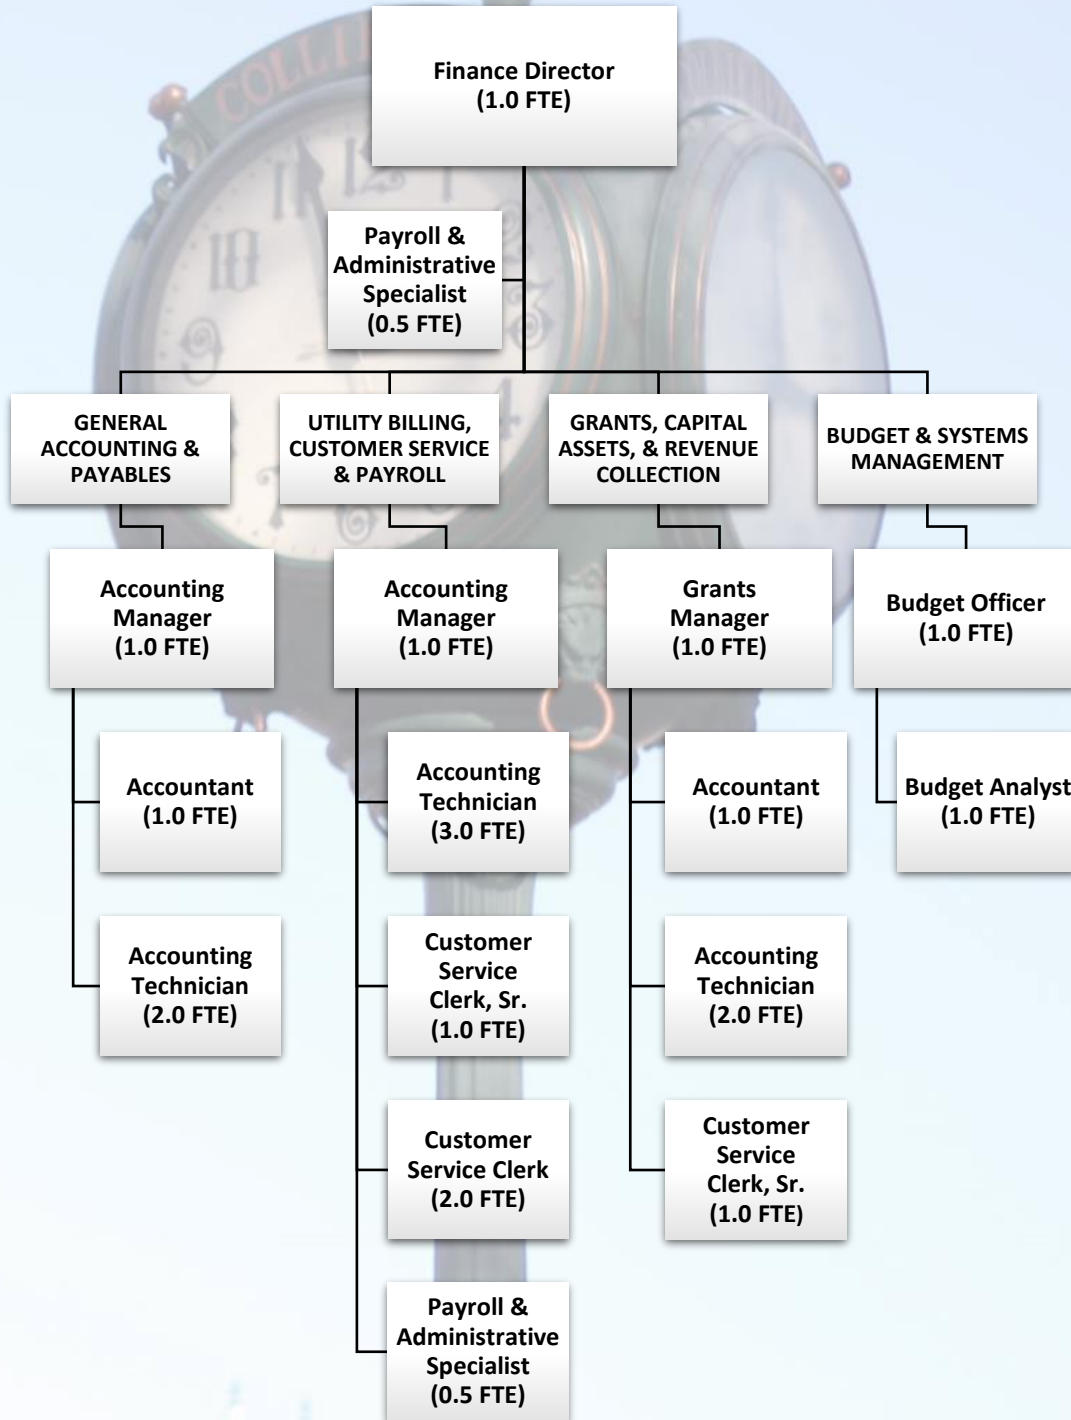 COLLI
Finance Director
(1.0 FTE)
Payroll &
Administrative
Specialist
(0.5 FTE)
GENERAL
ACCOUNTING &
PAYABLES
UTILITY BILLING,
CUSTOMER SERVICE
& PAYROLL
GRANTS, CAPITAL
ASSETS, & REVENUE
COLLECTION
BUDGET & SYSTEMS
MANAGEMENT
Accounting
Manager
(1.0 FTE)
Accounting
Manager
(1.0 FTE)
Grants
Manager
(1.0 FTE)
Budget Officer
(1.0 FTE)
Accountant
(1.0 FTE)
Accounting
Technician
(3.0 FTE)
Accountant
(1.0 FTE)
Budget Analyst
(1.0 FTE)
Accounting
Technician
(2.0 FTE)
Customer
Service
Clerk, Sr.
(1.0 FTE)
Accounting
Technician
(2.0 FTE)
Customer
Service Clerk
(2.0 FTE)
Customer
Service
Clerk, Sr.
(1.0 FTE)
Payroll &
Administrative
Specialist
(0.5 FTE)